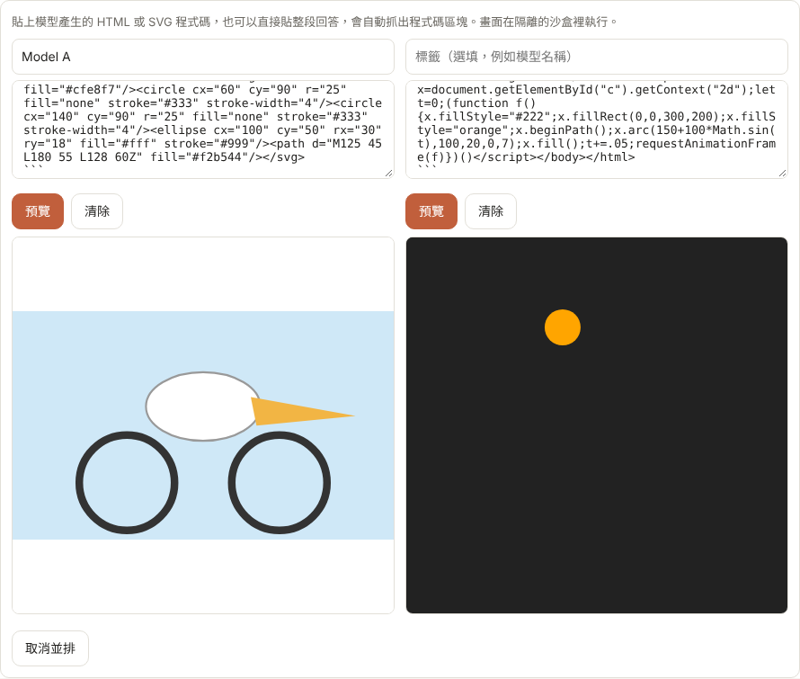 貼上模型產生的 HTML 或 SVG 程式碼，也可以直接貼整段回答，會自動抓出程式碼區塊。畫面在隔離的沙盒裡執行。
Model A
fill="#cfe8f7"/><circle cx="60" cy="90" r="25"
fill="none" stroke="#333" stroke-width="4"/><circle
cx="140" cy="90" r="25" fill="none" stroke="#333"
stroke-width="4"/><ellipse cx="100" cy="50" rx="30"
ry="18" fill="#fff" stroke="#999"/><path d="M125 45
L180 55 L128 60Z" fill="#f2b544"/></svg>
```
預覽
清除
標籤（選填，例如模型名稱）
x=document.getElementById("c").getContext("2d");let
t=0;(function f()
{x.fillStyle="#222";x.fillRect(0,0,300,200);x.fillS
tyle="orange";x.beginPath();x.arc(150+100*Math.sin(
t),100,20,0,7);x.fill();t+=.05;requestAnimationFram
e(f)})()</script></body></html>
```
預覽
清除
取消並排